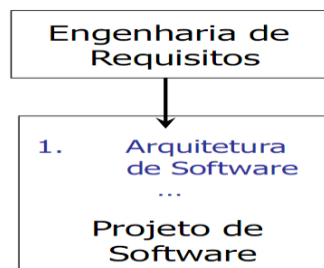 Engenharia de
Requisitos
1. Arquitetura
de Software
...
Projeto de
Software